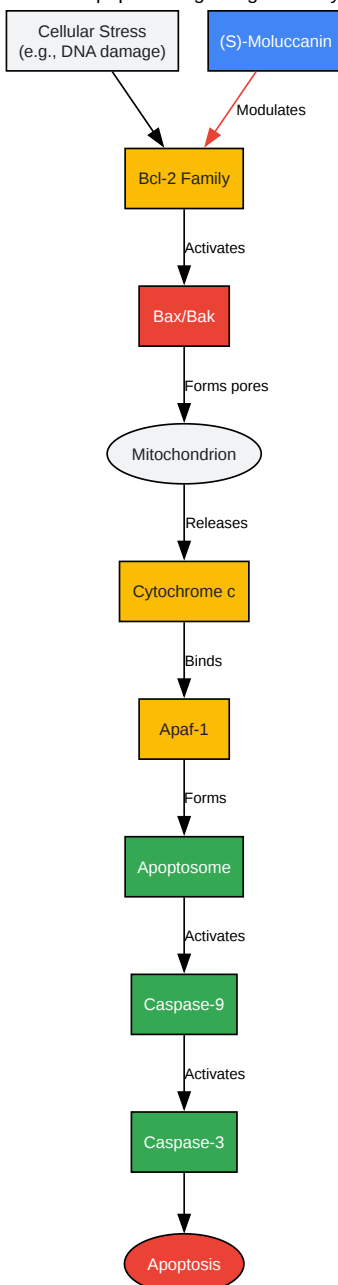 Cellular Stress
(e.g., DNA damage)
(S)-Moluccanin
Modulates
Bcl-2 Family
Activates
Bax/Bak
Forms pores
Mitochondrion
Releases
Cytochrome c
Binds
Apaf-1
Forms
Apoptosome
Activates
Caspase-9
Activates
Caspase-3
Apoptosis